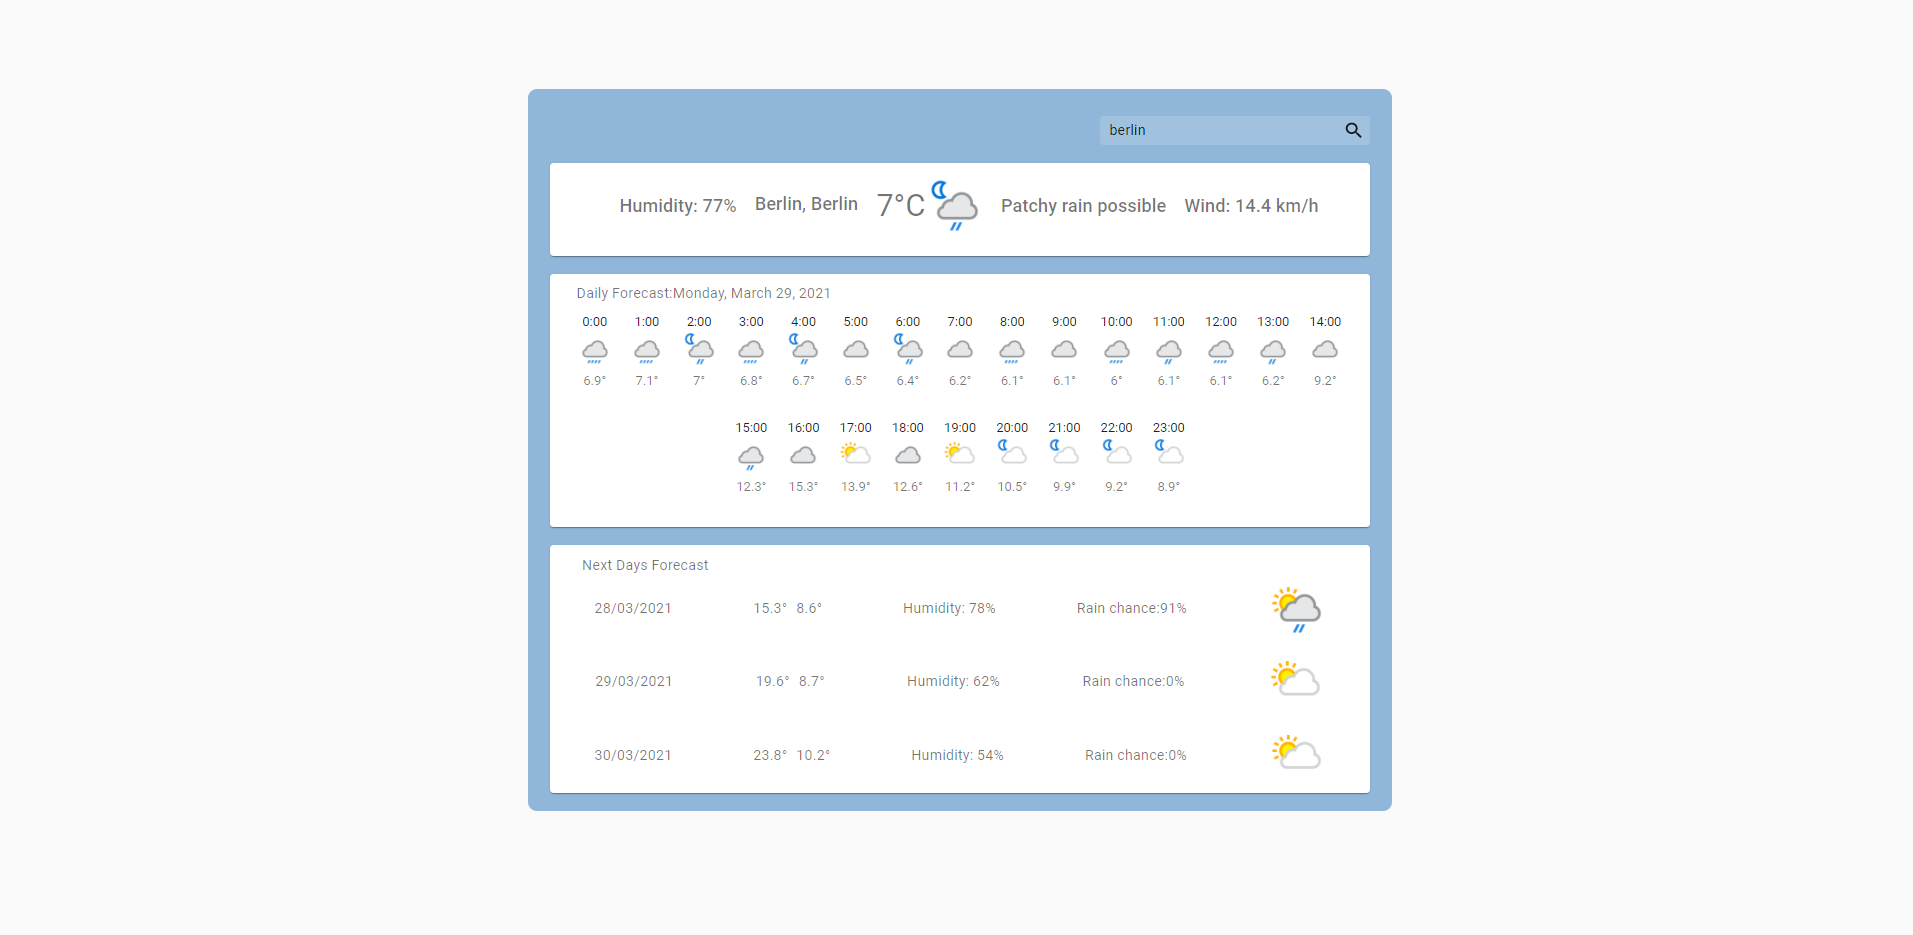 berlin
Humidity: 77% Berlin, Berlin 7°C Patchy rain possible Wind: 14.4 km/h
Daily Forecast:Monday, March 29, 2021
0:00 1:00 2:00 3:00 4:00 5:00 6:00 7:00 8:00 9:00 10:00 11:00 12:00 13:00 14:00
6.9° 7.1° 7° 6.8° 6.7° 6.5° 6.4° 6.2° 6.1° 6.1° 6° 6.1° 6.1° 6.2° 9.2°
15:00 16:00 17:00 18:00 19:00 20:00 21:00 22:00 23:00
12.3° 15.3° 13.9° 12.6° 11.2° 10.5° 9.9° 9.2° 8.9°
Next Days Forecast
28/03/2021 15.3° 8.6° Humidity: 78% Rain chance:91%
29/03/2021 19.6° 8.7° Humidity: 62% Rain chance:0%
30/03/2021 23.8° 10.2° Humidity: 54% Rain chance:0%